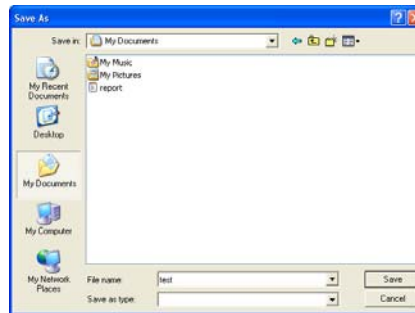 Save As
Save in:
My Documents
My Recent
Documents
Desktop
My Documents
My Computer
My Network
Places
My Music
My Pictures
report
File name:
test
Save
Save as type:
Cancel